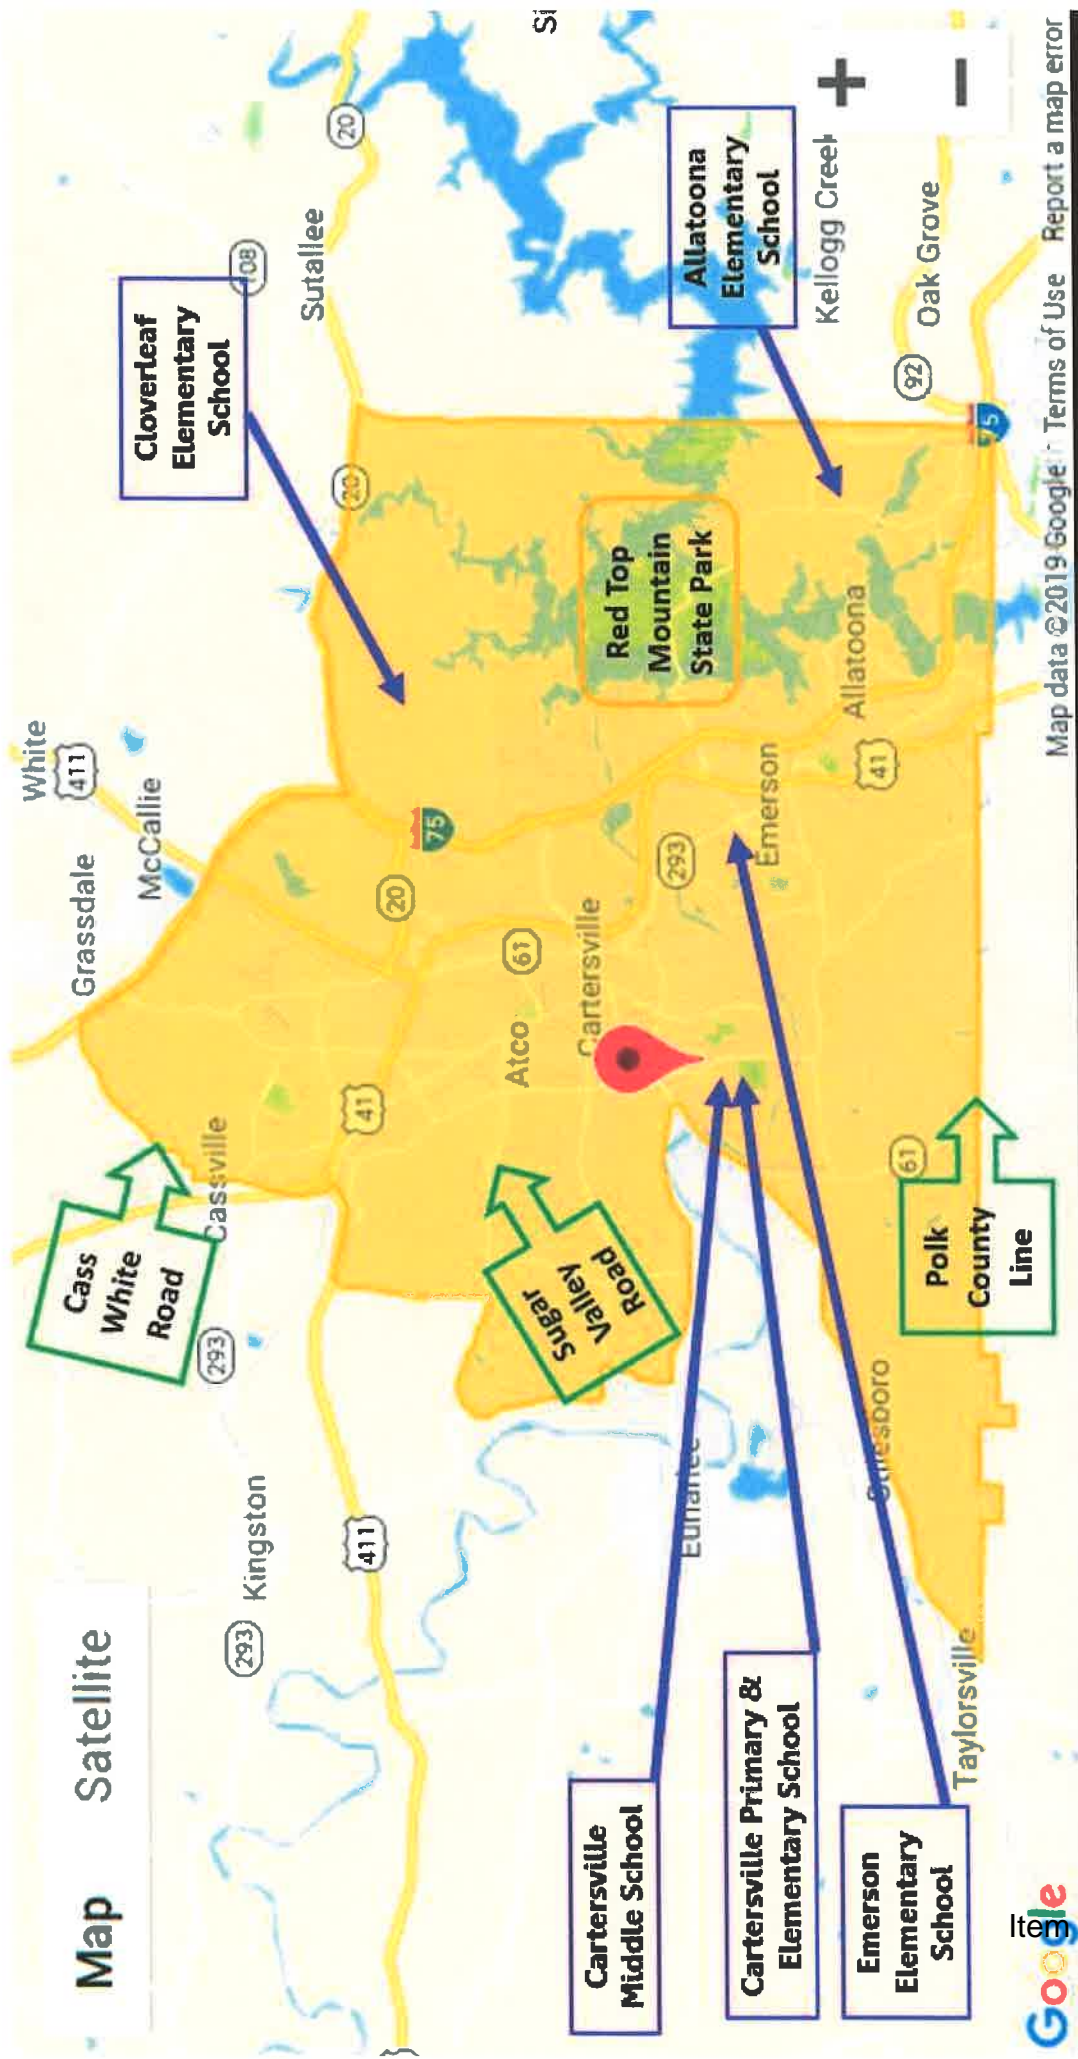 Map Satellite
White
411
Grassdale
McCallie
Cass
White
Road
Cassville
293
Kingston
293
411
41
Cloverleaf
Elementary
School
108
Sutallee
20
20
75
20
61
Atco
Cartersville
Sugar
Valley
Road
Red Top
Mountain
State Park
Allatoona
Elementary
School
Kellogg Creek
+
−
Oak Grove
92
75
293
Emerson
Allatoona
41
61
Polk
County
Line
Cartersville
Middle School
Cartersville Primary &
Elementary School
Emerson
Elementary
School
Taylorsville
Google
Item
Map data ©2019 Google Terms of Use Report a map error